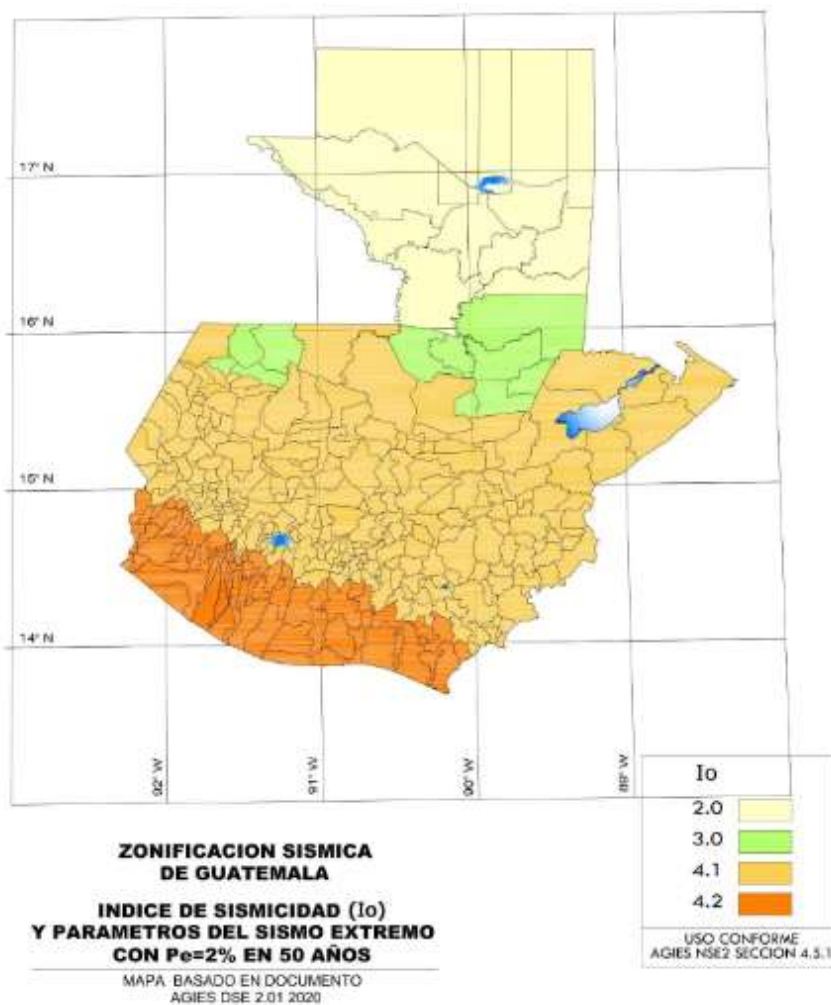 17° N
16° N
15° N
14° N
92° W
91° W
90° W
89° W
Io
2.0
3.0
4.1
4.2
USO CONFORME
AGIES NSE2 SECCION 4.5.1
ZONIFICACION SISMICA
DE GUATEMALA
INDICE DE SISMICIDAD (Io)
Y PARAMETROS DEL SISMO EXTREMO
CON Pe=2% EN 50 AÑOS
MAPA BASADO EN DOCUMENTO
AGIES DSE 2.01 2020